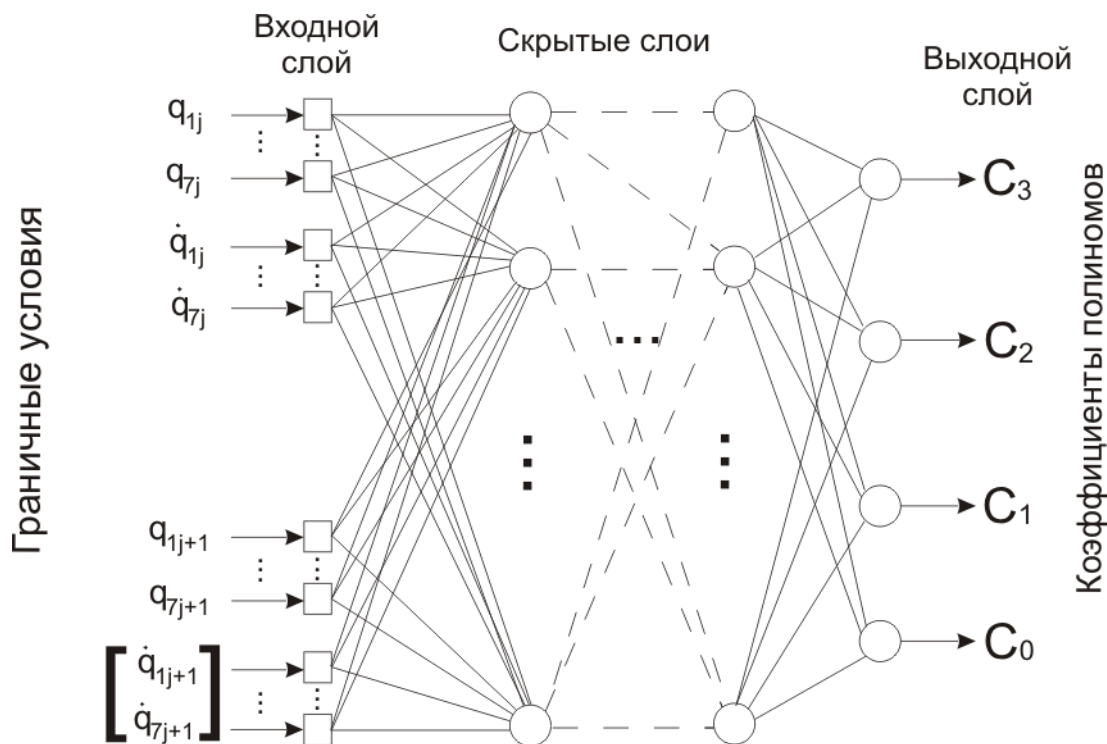 Граничные условия
Входной
слой
Скрытые слои
Выходной
слой
Коэффициенты полиномов
q₁ⱼ
⋮ ⋮
q₇ⱼ
q̇₁ⱼ
⋮ ⋮
q̇₇ⱼ
q₁ⱼ₊₁
⋮ ⋮
q₇ⱼ₊₁
[ q̇₁ⱼ₊₁ ]
⋮ ⋮
[ q̇₇ⱼ₊₁ ]
...
⋮ ⋮
C₃
C₂
C₁
C₀